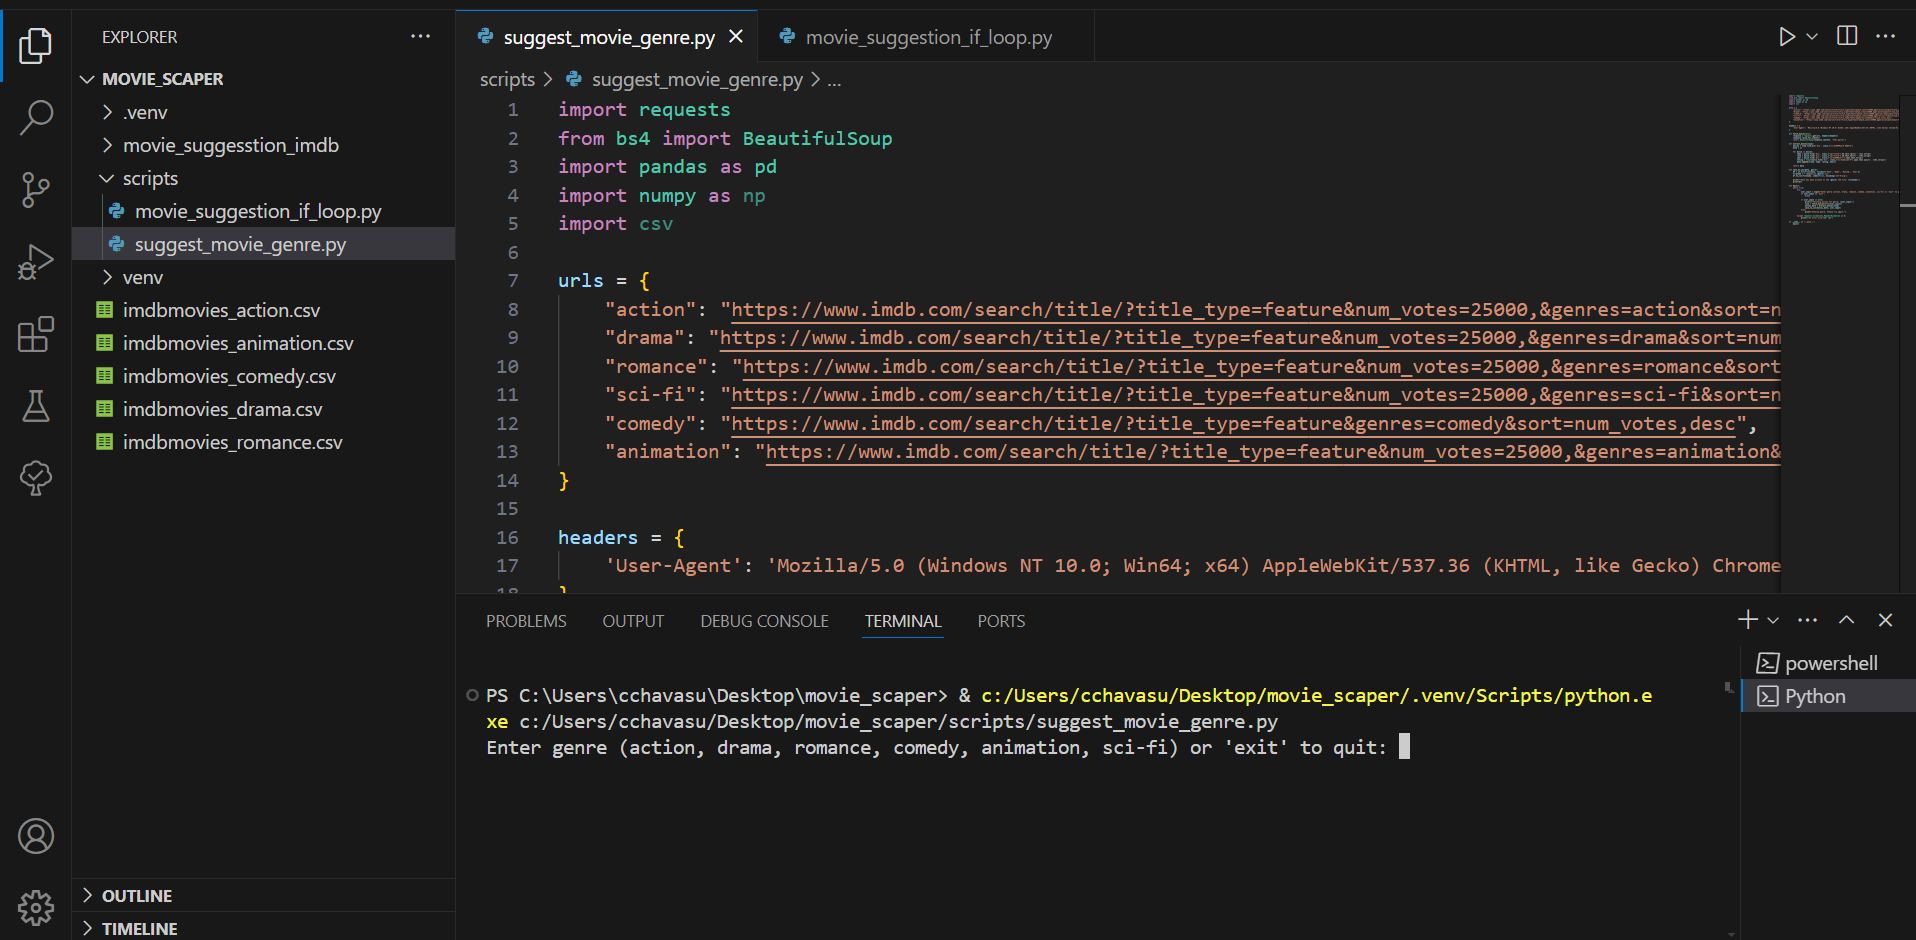 EXPLORER
MOVIE_SCAPER
.venv
movie_suggesstion_imdb
scripts
movie_suggestion_if_loop.py
suggest_movie_genre.py
venv
imdbmovies_action.csv
imdbmovies_animation.csv
imdbmovies_comedy.csv
imdbmovies_drama.csv
imdbmovies_romance.csv
OUTLINE
TIMELINE
suggest_movie_genre.py
movie_suggestion_if_loop.py
scripts > suggest_movie_genre.py > ...
1 import requests
2 from bs4 import BeautifulSoup
3 import pandas as pd
4 import numpy as np
5 import csv
6
7 urls = {
8 "action": "https://www.imdb.com/search/title/?title_type=feature&num_votes=25000,&genres=action&sort=n
9 "drama": "https://www.imdb.com/search/title/?title_type=feature&num_votes=25000,&genres=drama&sort=num
10 "romance": "https://www.imdb.com/search/title/?title_type=feature&num_votes=25000,&genres=romance&sort
11 "sci-fi": "https://www.imdb.com/search/title/?title_type=feature&num_votes=25000,&genres=sci-fi&sort=n
12 "comedy": "https://www.imdb.com/search/title/?title_type=feature&genres=comedy&sort=num_votes,desc",
13 "animation": "https://www.imdb.com/search/title/?title_type=feature&num_votes=25000,&genres=animation&
14 }
15
16 headers = {
17 'User-Agent': 'Mozilla/5.0 (Windows NT 10.0; Win64; x64) AppleWebKit/537.36 (KHTML, like Gecko) Chrome
18 }
PROBLEMS OUTPUT DEBUG CONSOLE TERMINAL PORTS
PS C:\Users\cchavasu\Desktop\movie_scaper> & c:/Users/cchavasu/Desktop/movie_scaper/.venv/Scripts/python.e
xe c:/Users/cchavasu/Desktop/movie_scaper/scripts/suggest_movie_genre.py
Enter genre (action, drama, romance, comedy, animation, sci-fi) or 'exit' to quit:
powershell
Python